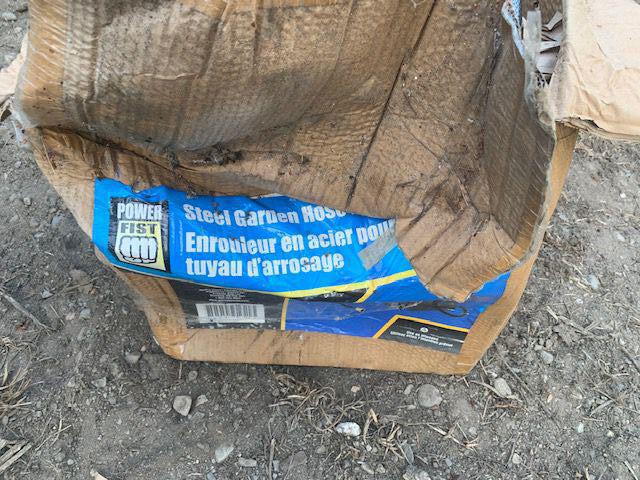 POWER
FIST
Steel Garden Hose
Enrouleur en acier pour
tuyau d'arrosage